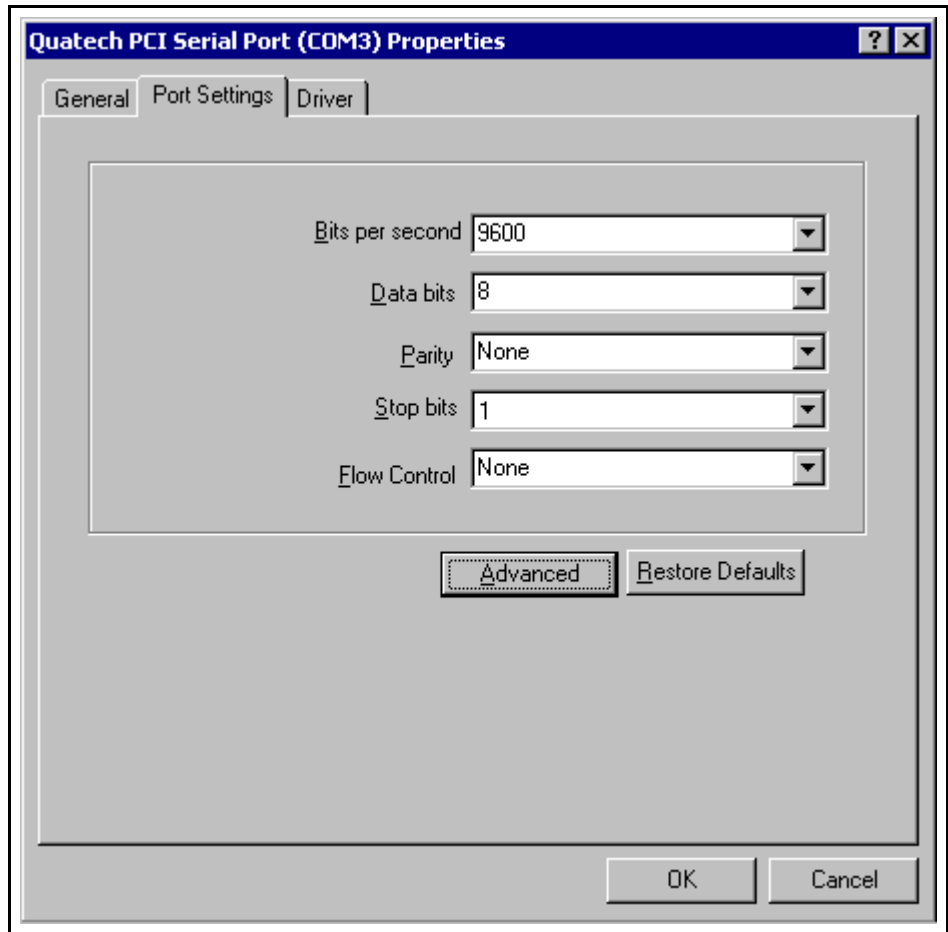 Quatech PCI Serial Port (COM3) Properties
General Port Settings Driver
Bits per second 9600
Data bits 8
Parity None
Stop bits 1
Flow Control None
Advanced Restore Defaults
OK Cancel